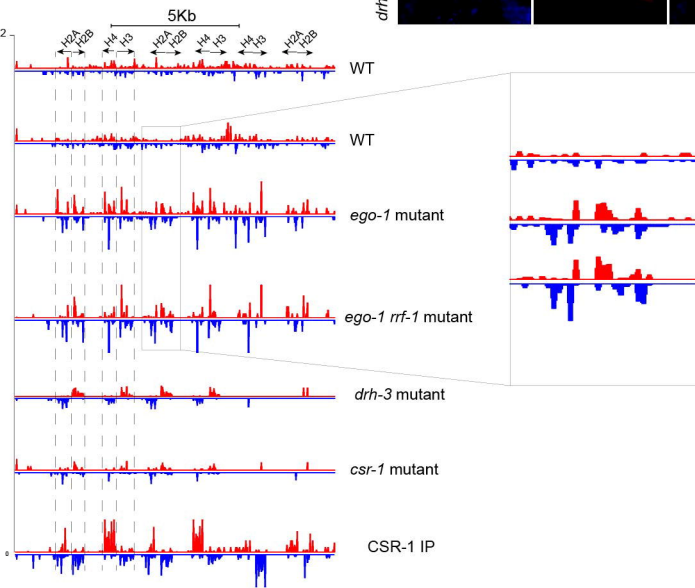 drh
5Kb
2
H2A H2B H4 H3 H2A H2B H4 H3 H4 H3 H2A H2B
WT
WT
ego-1 mutant
ego-1 rrf-1 mutant
drh-3 mutant
csr-1 mutant
CSR-1 IP
0